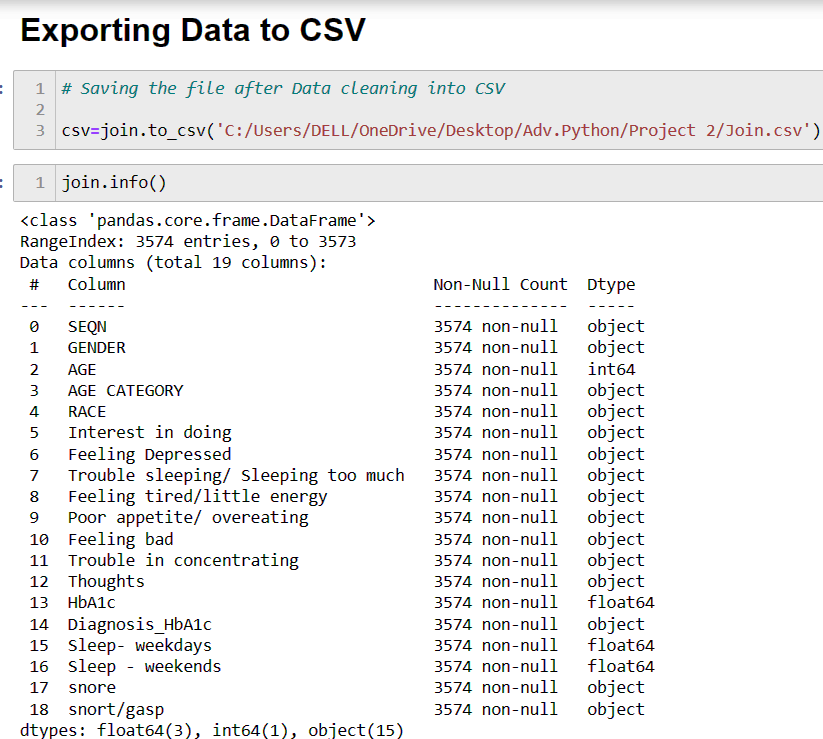 Exporting Data to CSV
: 1 # Saving the file after Data cleaning into CSV
2
3 csv=join.to_csv('C:/Users/DELL/OneDrive/Desktop/Adv.Python/Project 2/Join.csv')
: 1 join.info()
<class 'pandas.core.frame.DataFrame'>
RangeIndex: 3574 entries, 0 to 3573
Data columns (total 19 columns):
 #   Column                              Non-Null Count  Dtype
---  ------                              --------------  -----
 0   SEQN                                3574 non-null   object
 1   GENDER                              3574 non-null   object
 2   AGE                                 3574 non-null   int64
 3   AGE CATEGORY                        3574 non-null   object
 4   RACE                                3574 non-null   object
 5   Interest in doing                   3574 non-null   object
 6   Feeling Depressed                   3574 non-null   object
 7   Trouble sleeping/ Sleeping too much  3574 non-null   object
 8   Feeling tired/little energy         3574 non-null   object
 9   Poor appetite/ overeating           3574 non-null   object
 10  Feeling bad                         3574 non-null   object
 11  Trouble in concentrating            3574 non-null   object
 12  Thoughts                            3574 non-null   object
 13  HbA1c                               3574 non-null   float64
 14  Diagnosis_HbA1c                     3574 non-null   object
 15  Sleep- weekdays                     3574 non-null   float64
 16  Sleep - weekends                    3574 non-null   float64
 17  snore                               3574 non-null   object
 18  snort/gasp                          3574 non-null   object
dtypes: float64(3), int64(1), object(15)